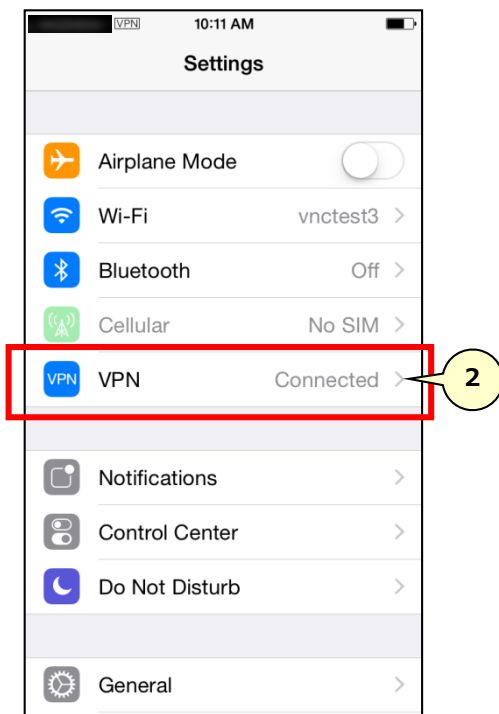 VPN 10:11 AM
Settings
Airplane Mode
Wi-Fi vnctest3
Bluetooth Off
Cellular No SIM
VPN VPN Connected
2
Notifications
Control Center
Do Not Disturb
General